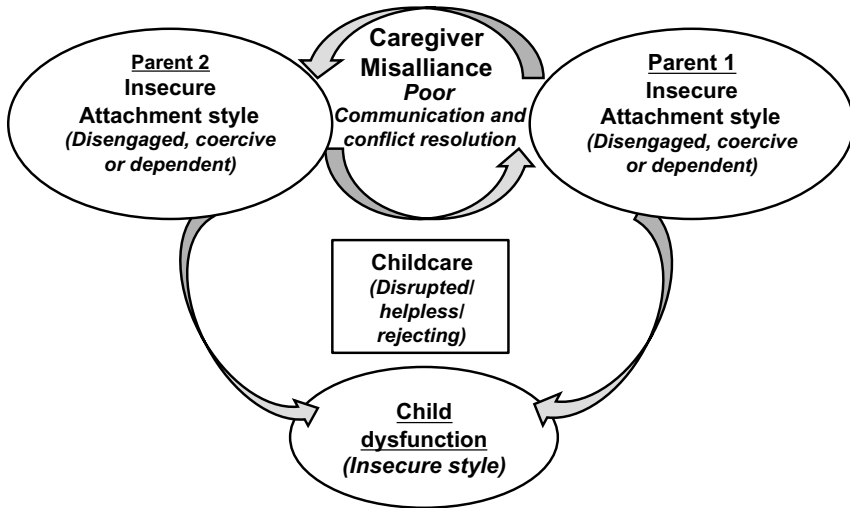 Parent 2
Insecure
Attachment style
(Disengaged, coercive
or dependent)
Caregiver
Misalliance
Poor
Communication and
conflict resolution
Parent 1
Insecure
Attachment style
(Disengaged, coercive
or dependent)
Childcare
(Disrupted/
helpless/
rejecting)
Child
dysfunction
(Insecure style)